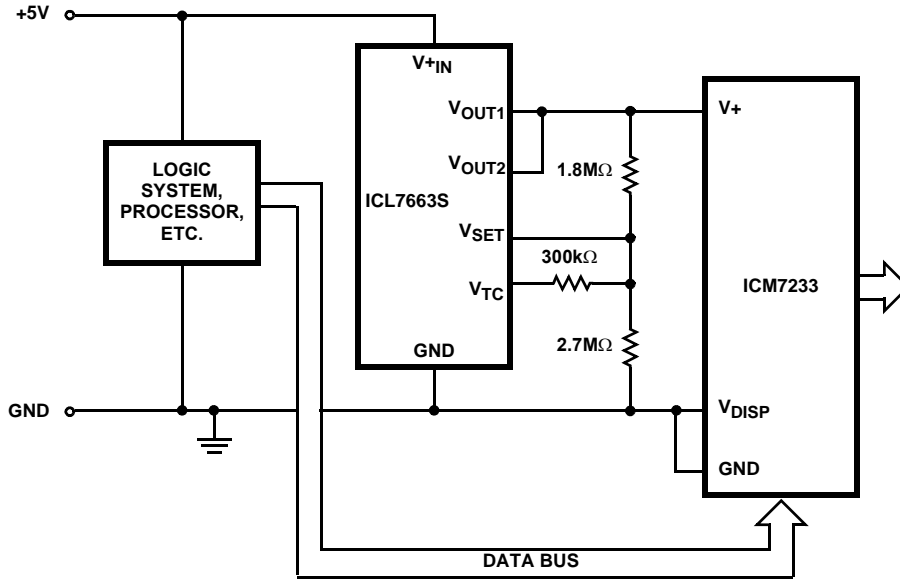 +5V
V+IN
VOUT1
VOUT2
ICL7663S
VSET
VTC
GND
LOGIC
SYSTEM,
PROCESSOR,
ETC.
1.8MΩ
300kΩ
2.7MΩ
V+
ICM7233
VDISP
GND
GND
DATA BUS